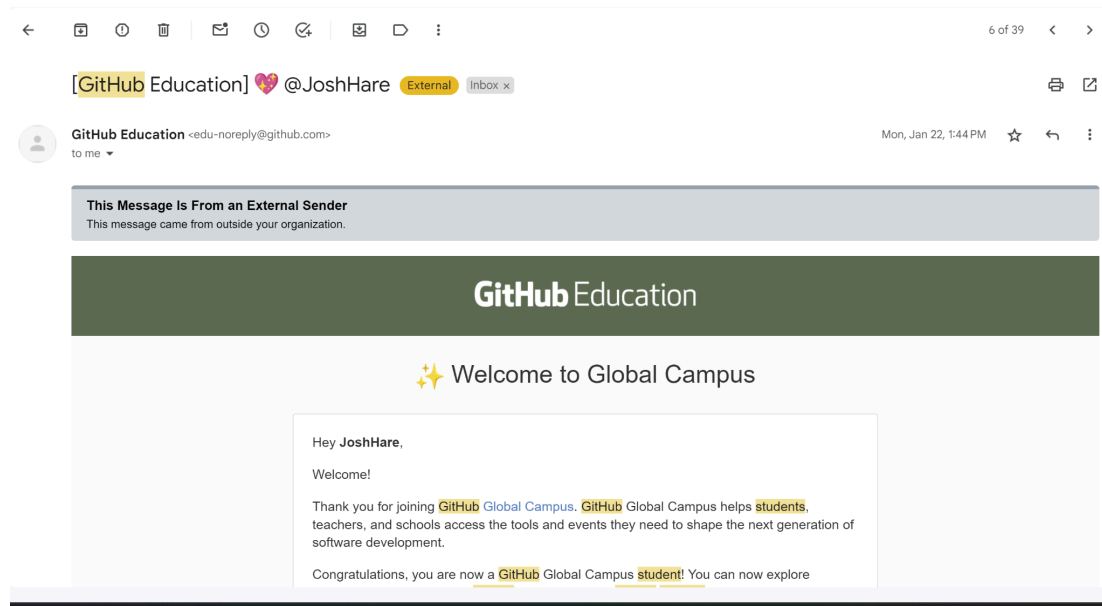 6 of 39
[GitHub Education] 💖 @JoshHare External Inbox x
GitHub Education <edu-noreply@github.com>
Mon, Jan 22, 1:44 PM
to me
This Message Is From an External Sender
This message came from outside your organization.
GitHub Education
✨ Welcome to Global Campus
Hey JoshHare,
Welcome!
Thank you for joining GitHub Global Campus. GitHub Global Campus helps students,
teachers, and schools access the tools and events they need to shape the next generation of
software development.
Congratulations, you are now a GitHub Global Campus student! You can now explore